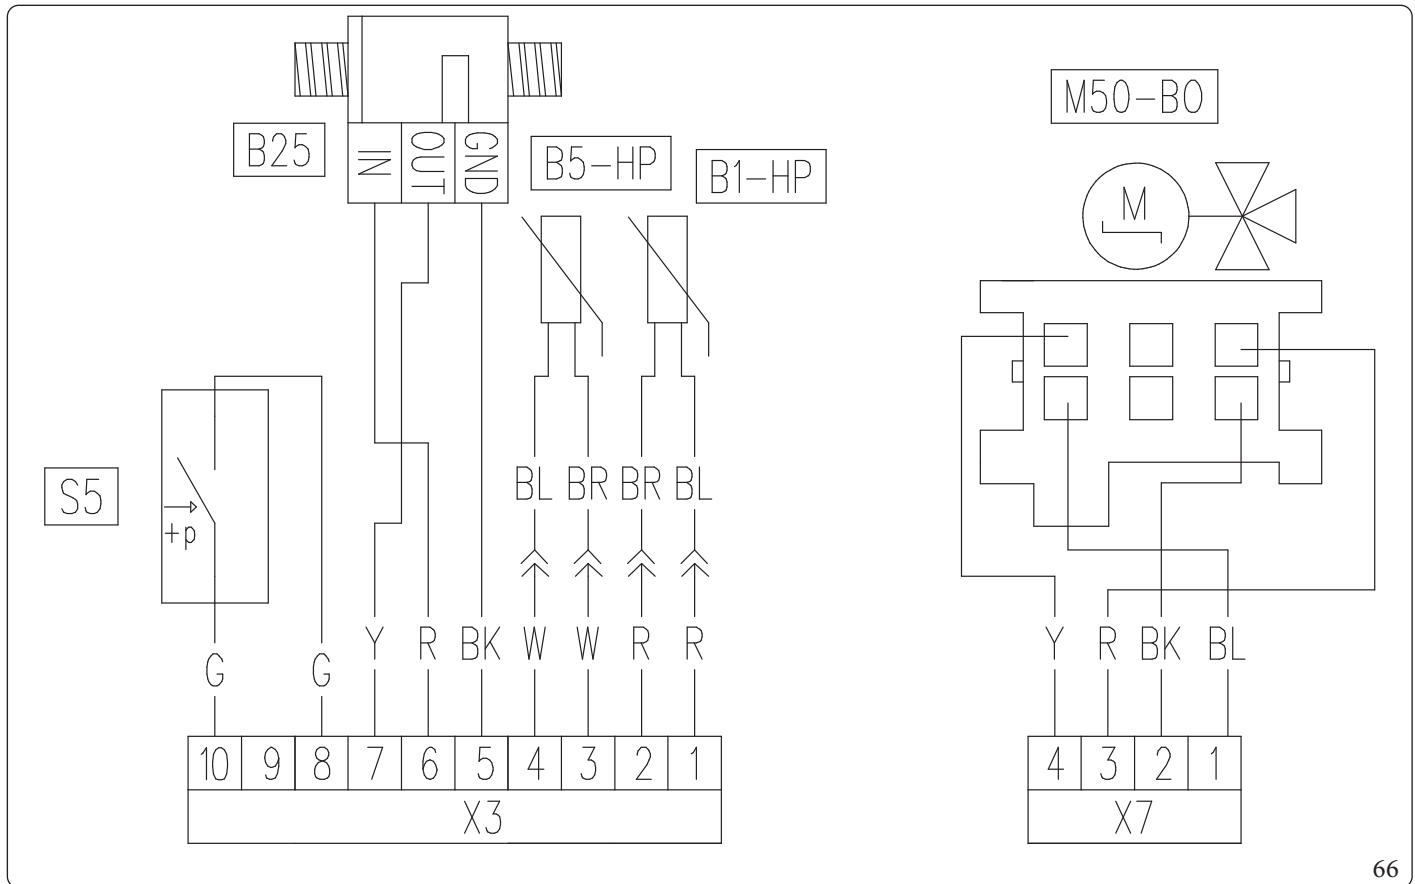 M50-B0
B25
IN
OUT
GND
B5-HP
B1-HP
M
BL BR BR BL
S5
+p
Y R BK W W R R
G G
Y R BK BL
10 9 8 7 6 5 4 3 2 1
X3
4 3 2 1
X7
66